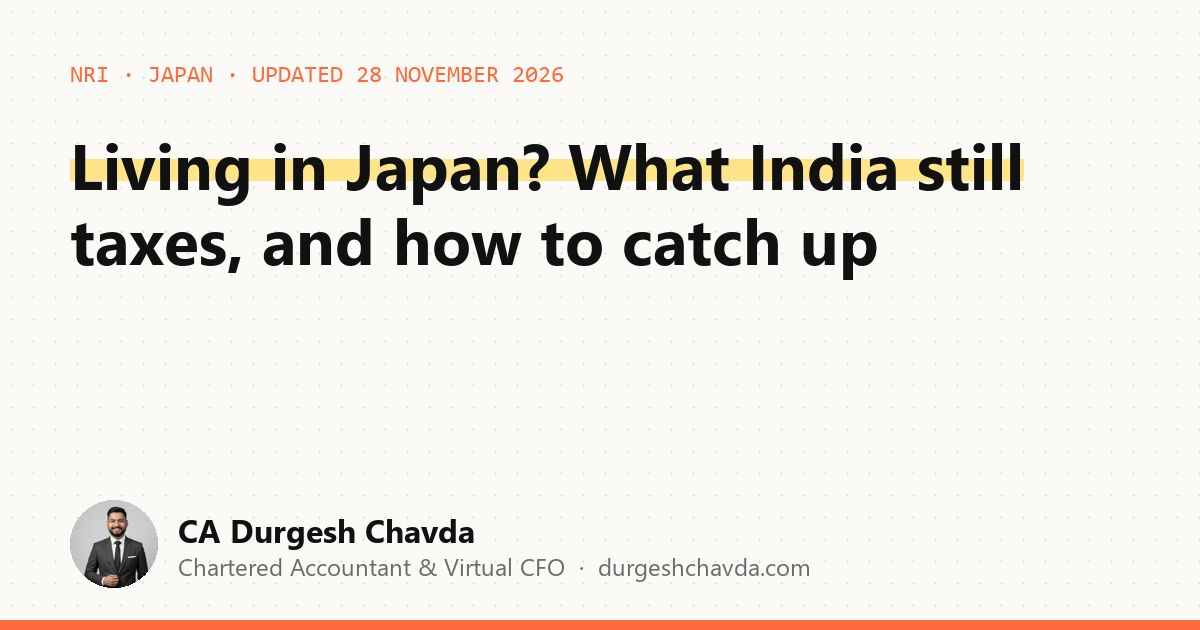 NRI · JAPAN · UPDATED 28 NOVEMBER 2026
Living in Japan? What India still
taxes, and how to catch up
CA Durgesh Chavda
Chartered Accountant & Virtual CFO · durgeshchavda.com